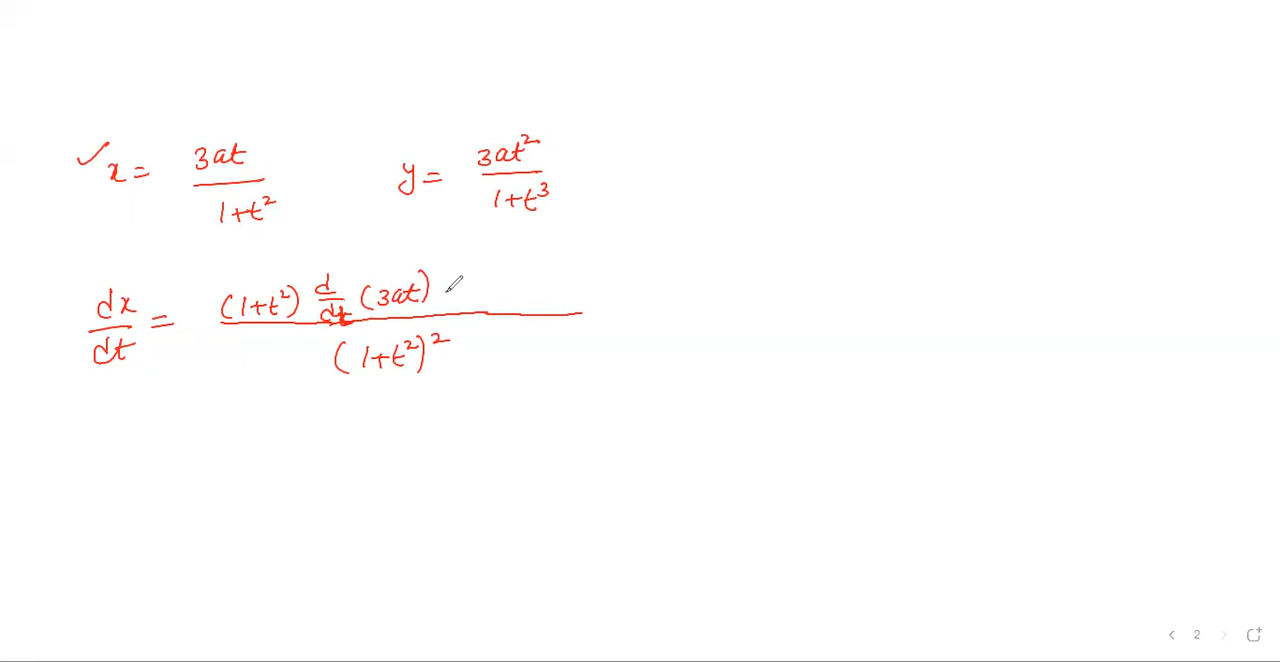 ✓ x = 3at / 1+t² y = 3at² / 1+t³
dx/dt = (1+t²) d/dt (3at) / (1+t²)²
2